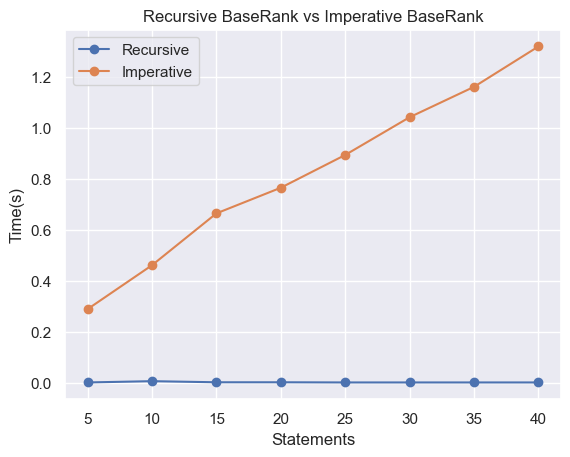 Recursive BaseRank vs Imperative BaseRank
Recursive
Imperative
1.2
1.0
0.8
0.6
0.4
0.2
0.0
Time(s)
5 10 15 20 25 30 35 40
Statements